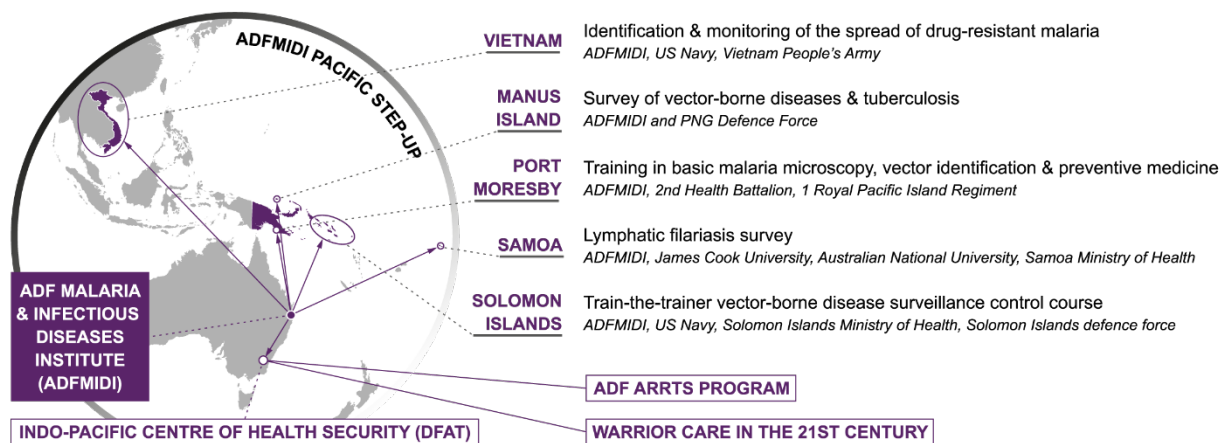 ADFMIDI PACIFIC STEP-UP
VIETNAM
Identification & monitoring of the spread of drug-resistant malaria
ADFMIDI, US Navy, Vietnam People's Army
MANUS
ISLAND
Survey of vector-borne diseases & tuberculosis
ADFMIDI and PNG Defence Force
PORT
MORESBY
Training in basic malaria microscopy, vector identification & preventive medicine
ADFMIDI, 2nd Health Battalion, 1 Royal Pacific Island Regiment
SAMOA
Lymphatic filariasis survey
ADFMIDI, James Cook University, Australian National University, Samoa Ministry of Health
SOLOMON
ISLANDS
Train-the-trainer vector-borne disease surveillance control course
ADFMIDI, US Navy, Solomon Islands Ministry of Health, Solomon Islands defence force
ADF MALARIA
& INFECTIOUS
DISEASES
INSTITUTE
(ADFMIDI)
ADF ARRTS PROGRAM
INDO-PACIFIC CENTRE OF HEALTH SECURITY (DFAT)
WARRIOR CARE IN THE 21ST CENTURY